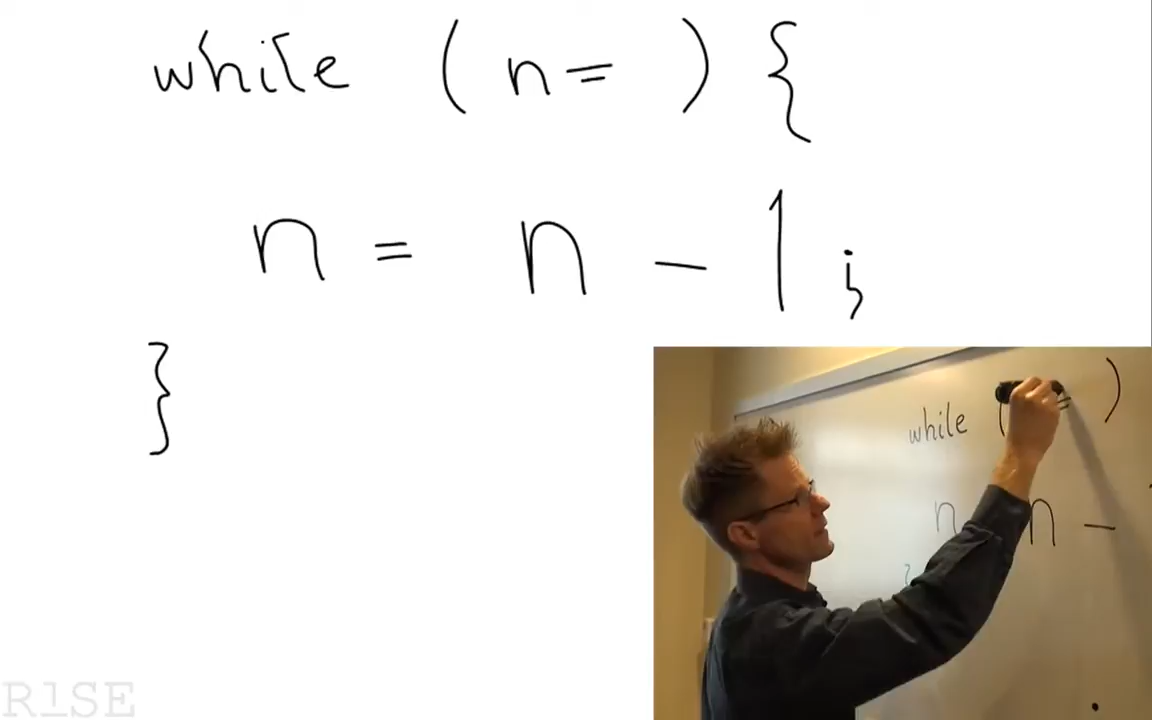 while ( n= ) {
n = n - 1 ;
}
while ( = )
n n -
R1SE